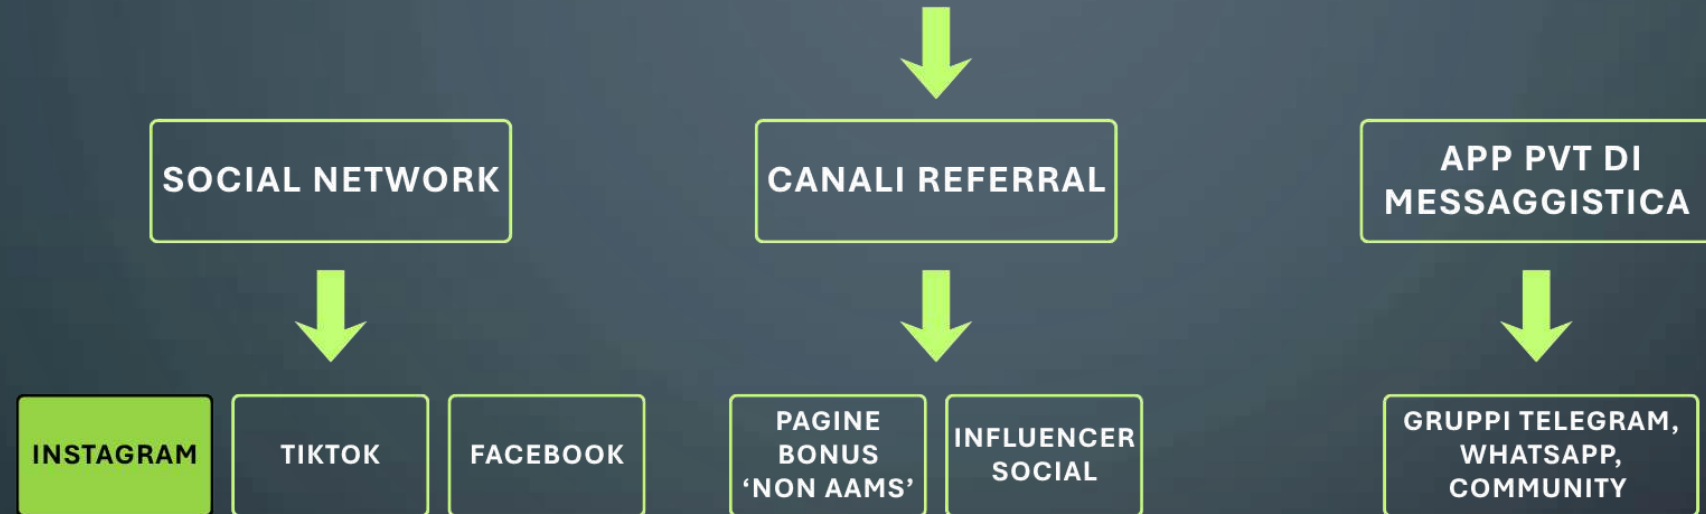 SOCIAL NETWORK
CANALI REFERRAL
APP PVT DI
MESSAGGISTICA
INSTAGRAM
TIKTOK
FACEBOOK
PAGINE
BONUS
‘NON AAMS’
INFLUENCER
SOCIAL
GRUPPI TELEGRAM,
WHATSAPP,
COMMUNITY